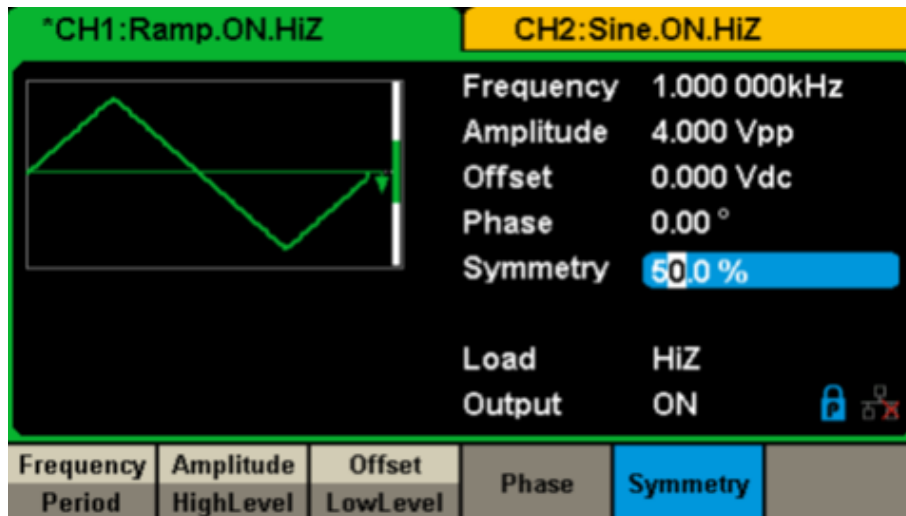 *CH1:Ramp.ON.HiZ
CH2:Sine.ON.HiZ
Frequency 1.000 000kHz
Amplitude 4.000 Vpp
Offset 0.000 Vdc
Phase 0.00 °
Symmetry 50.0 %
Load HiZ
Output ON
P
Frequency Amplitude Offset Phase Symmetry
Period HighLevel LowLevel